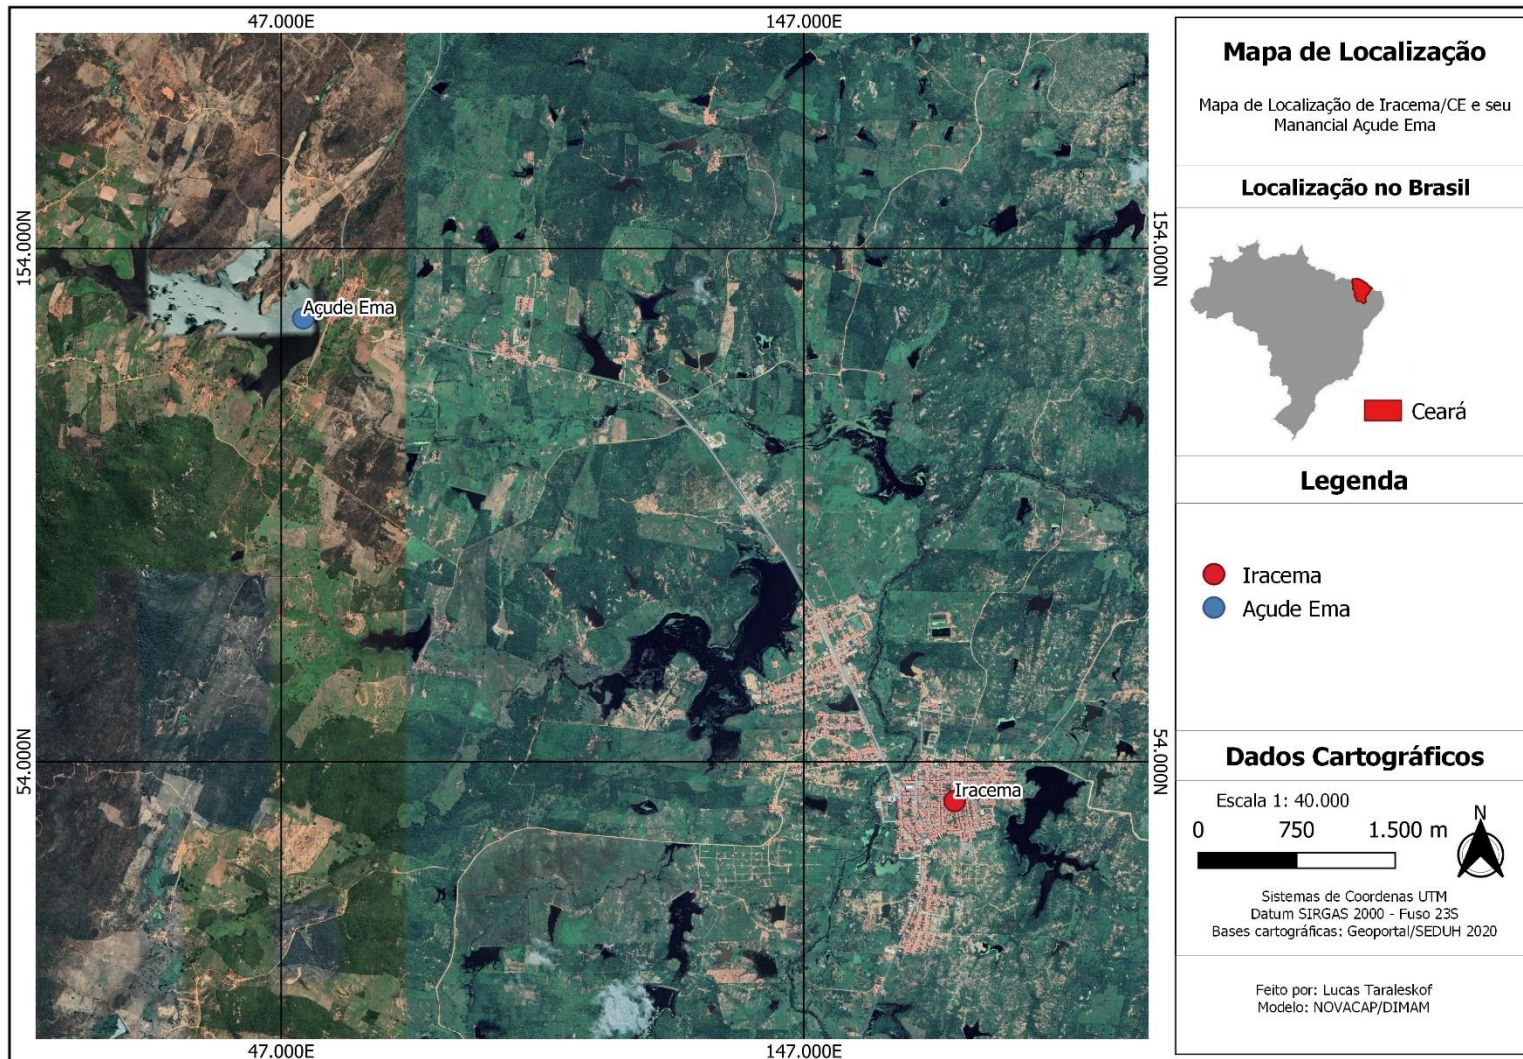 47.000E
147.000E
154.000N
154.000N
Açude Ema
54.000N
54.000N
Iracema
47.000E
147.000E
Mapa de Localização
Mapa de Localização de Iracema/CE e seu
Manancial Açude Ema
Localização no Brasil
Ceará
Legenda
Iracema
Açude Ema
Dados Cartográficos
Escala 1: 40.000
0 750 1.500 m
N
Sistemas de Coordenas UTM
Datum SIRGAS 2000 - Fuso 23S
Bases cartográficas: Geoportal/SEDUH 2020
Feito por: Lucas Taraleskof
Modelo: NOVACAP/DIMAM